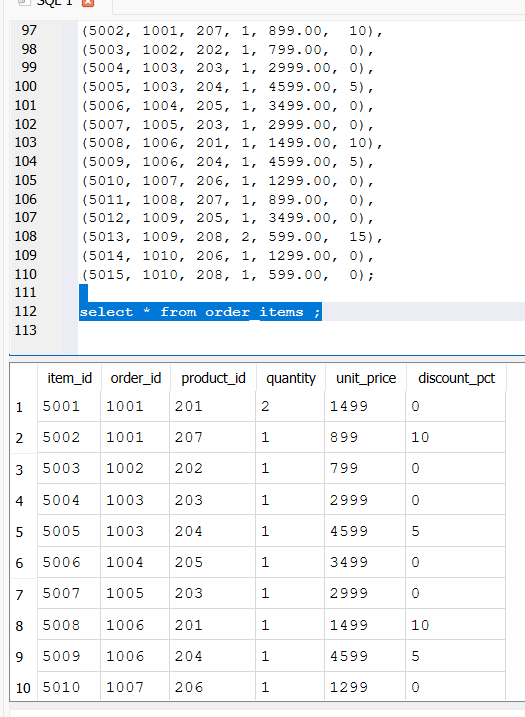 SQL 1
97 (5002, 1001, 207, 1, 899.00,  10),
98 (5003, 1002, 202, 1, 799.00,  0),
99 (5004, 1003, 203, 1, 2999.00, 0),
100 (5005, 1003, 204, 1, 4599.00, 5),
101 (5006, 1004, 205, 1, 3499.00, 0),
102 (5007, 1005, 203, 1, 2999.00, 0),
103 (5008, 1006, 201, 1, 1499.00, 10),
104 (5009, 1006, 204, 1, 4599.00, 5),
105 (5010, 1007, 206, 1, 1299.00, 0),
106 (5011, 1008, 207, 1, 899.00,  0),
107 (5012, 1009, 205, 1, 3499.00, 0),
108 (5013, 1009, 208, 2, 599.00,  15),
109 (5014, 1010, 206, 1, 1299.00, 0),
110 (5015, 1010, 208, 1, 599.00,  0);
111
112 select * from order_items ;
113
item_id order_id product_id quantity unit_price discount_pct
1 5001 1001 201 2 1499 0
2 5002 1001 207 1 899 10
3 5003 1002 202 1 799 0
4 5004 1003 203 1 2999 0
5 5005 1003 204 1 4599 5
6 5006 1004 205 1 3499 0
7 5007 1005 203 1 2999 0
8 5008 1006 201 1 1499 10
9 5009 1006 204 1 4599 5
10 5010 1007 206 1 1299 0